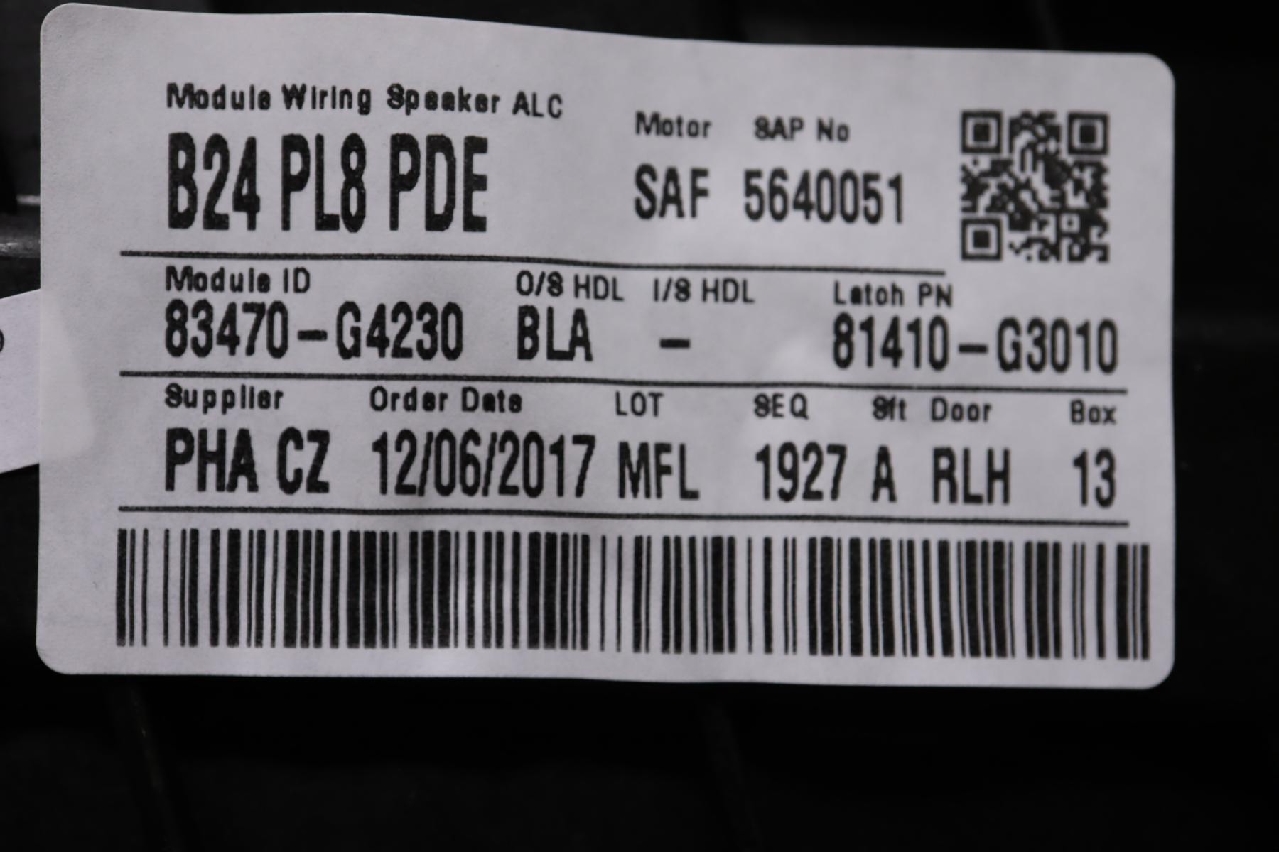 Module Wiring Speaker ALC Motor SAP No
B24 PL8 PDE SAF 5640051
Module ID O/S HDL I/S HDL Latch PN
83470-G4230 BLA - 81410-G3010
Supplier Order Date LOT SEQ Sft Door Box
PHA CZ 12/06/2017 MFL 1927 A RLH 13